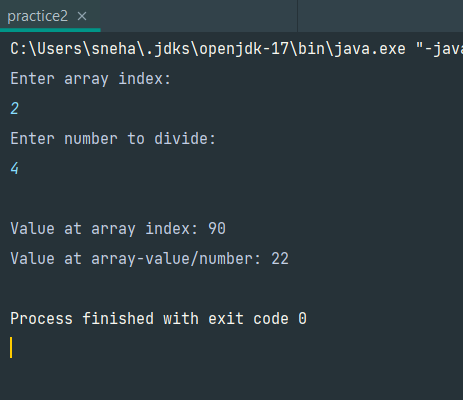 practice2 ×
C:\Users\sneha\.jdks\openjdk-17\bin\java.exe "-java
Enter array index:
2
Enter number to divide:
4
Value at array index: 90
Value at array-value/number: 22
Process finished with exit code 0